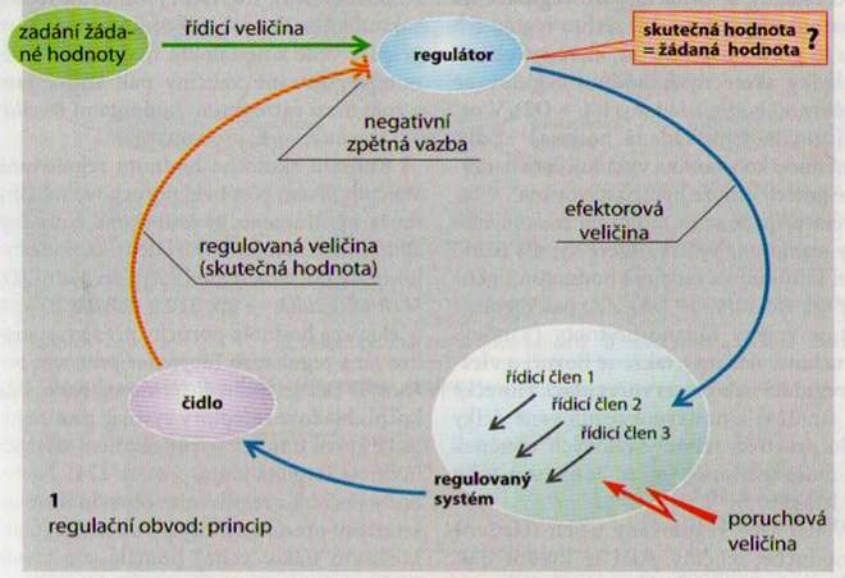 zadání žáda-
né hodnoty
řídicí veličina
regulátor
skutečná hodnota
= žádaná hodnota ?
negativní
zpětná vazba
efektorová
veličina
regulovaná veličina
(skutečná hodnota)
čidlo
řídicí člen 1
řídicí člen 2
řídicí člen 3
regulovaný
systém
poruchová
veličina
1
regulační obvod: princip